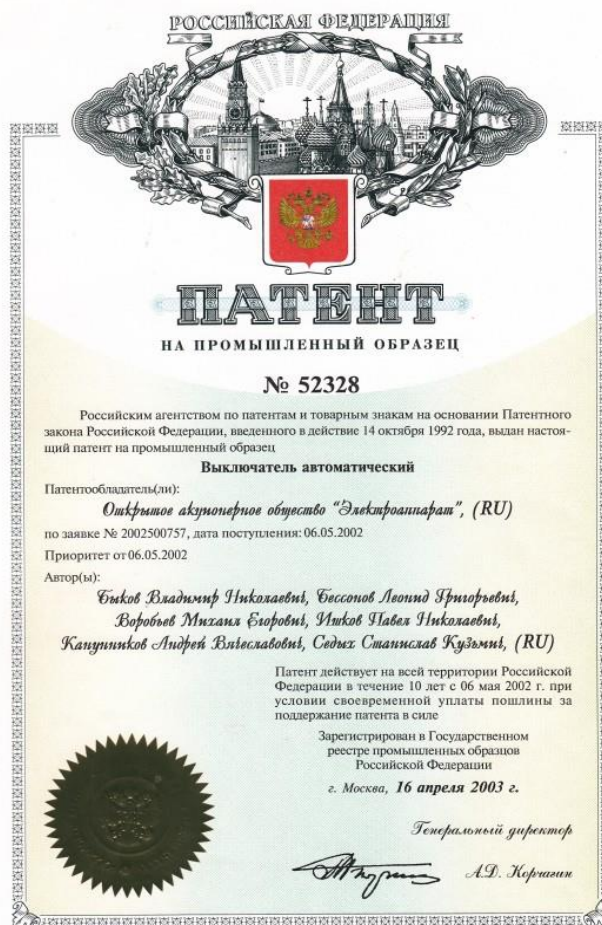 РОССИЙСКАЯ ФЕДЕРАЦИЯ
ПАТЕНТ
НА ПРОМЫШЛЕННЫЙ ОБРАЗЕЦ
№ 52328
Российским агентством по патентам и товарным знакам на основании Патентного
закона Российской Федерации, введенного в действие 14 октября 1992 года, выдан настоя-
щий патент на промышленный образец
Выключатель автоматический
Патентообладатель(ли):
Открытое акционерное общество "Электроаппарат", (RU)
по заявке № 2002500757, дата поступления: 06.05.2002
Приоритет от 06.05.2002
Автор(ы):
Быков Владимир Николаевич, Бессонов Леонид Григорьевич,
Воробьев Михаил Егорович, Ишков Павел Николаевич,
Канунников Андрей Вячеславович, Седых Станислав Кузьмич, (RU)
Патент действует на всей территории Российской
Федерации в течение 10 лет с 06 мая 2002 г. при
условии своевременной уплаты пошлины за
поддержание патента в силе
Зарегистрирован в Государственном
реестре промышленных образцов
Российской Федерации
г. Москва, 16 апреля 2003 г.
Генеральный директор
А.Д. Корчагин